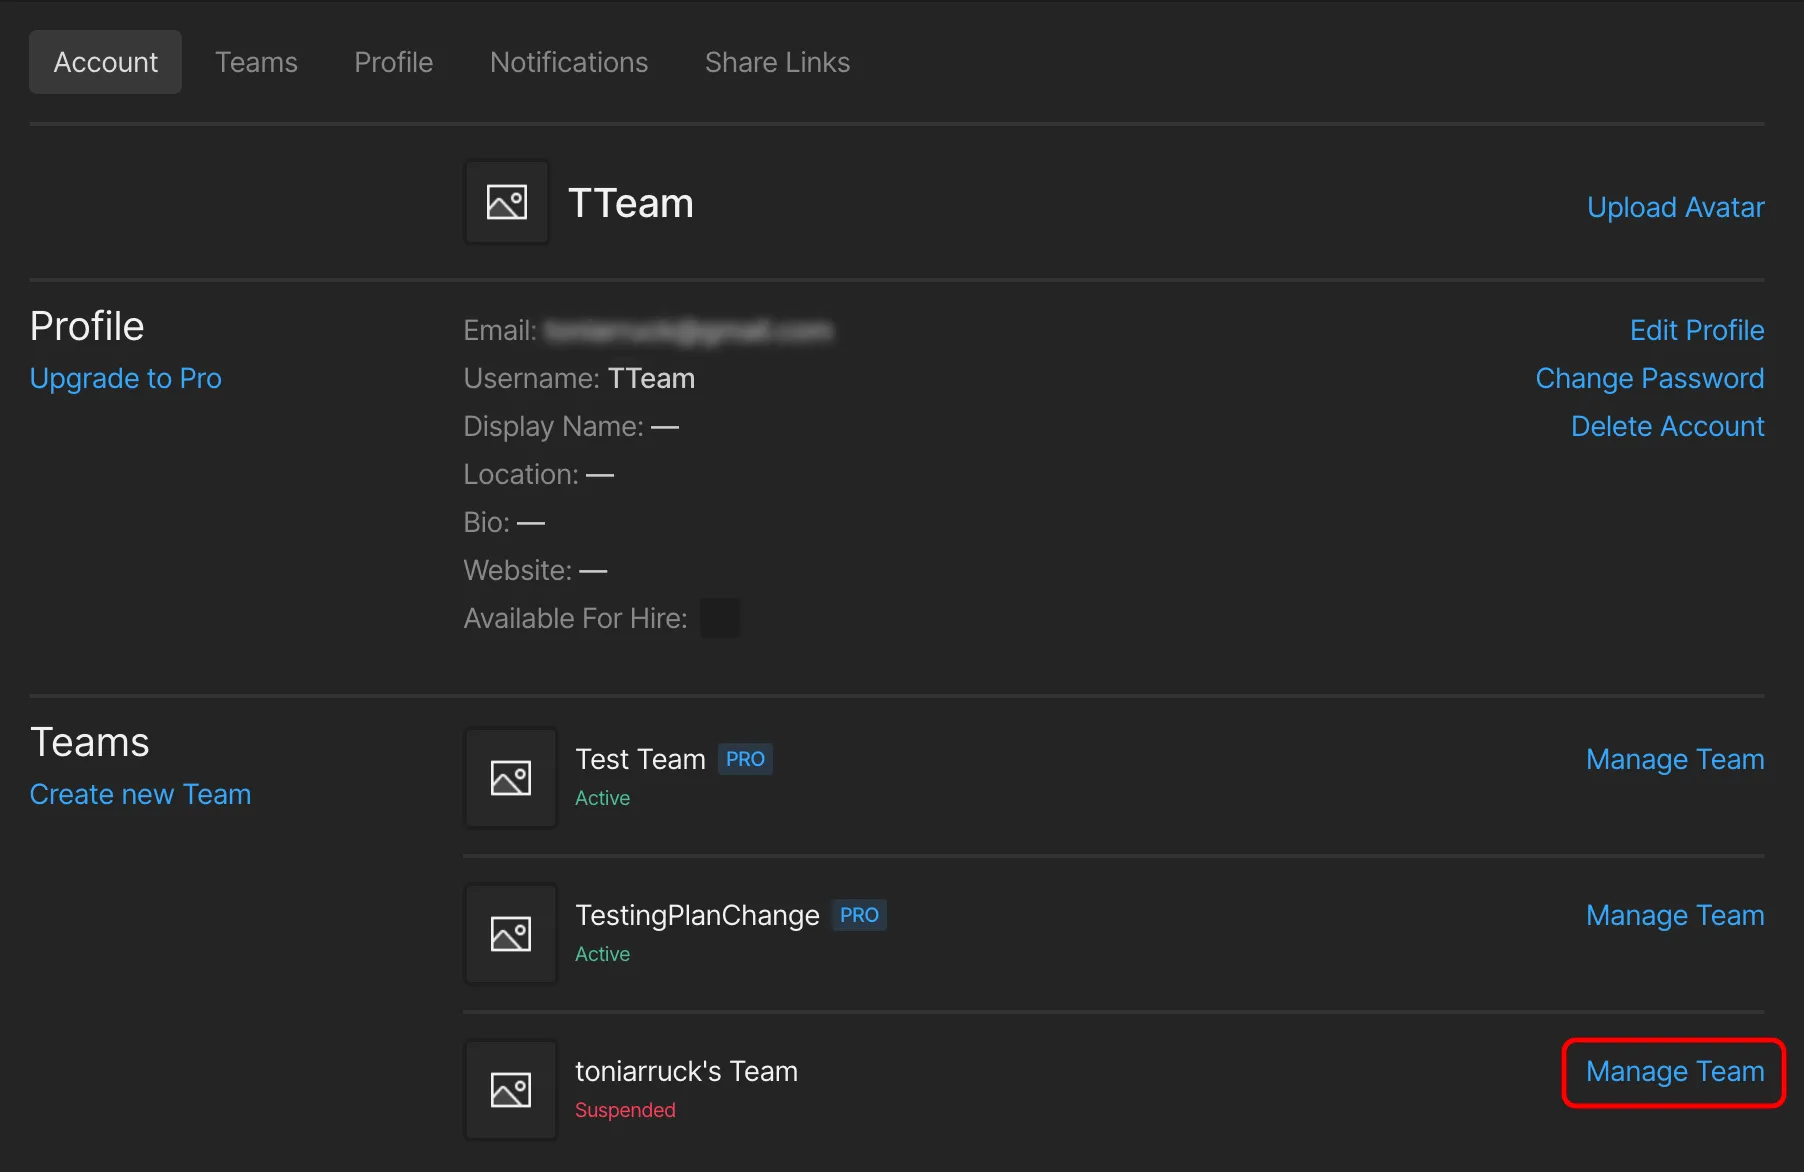 Account Teams Profile Notifications Share Links
TTeam
Upload Avatar
Profile
Upgrade to Pro
Email:
Username: TTeam
Display Name: —
Location: —
Bio: —
Website: —
Available For Hire:
Edit Profile
Change Password
Delete Account
Teams
Create new Team
Test Team PRO
Active
Manage Team
TestingPlanChange PRO
Active
Manage Team
toniarruck's Team
Suspended
Manage Team